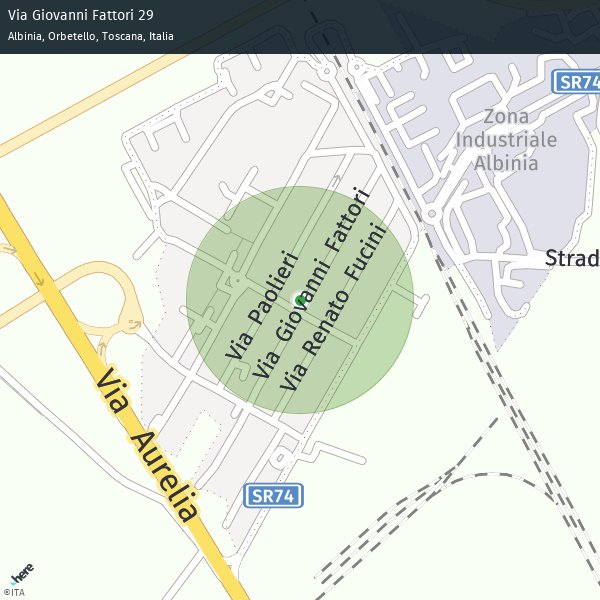 Via Giovanni Fattori 29
Albinia, Orbetello, Toscana, Italia
SR74
Zona
Industriale
Albinia
Strad
Via Paolieri
Via Giovanni Fattori
Via Renato Fucini
Via Aurelia
SR74
here
©ITA